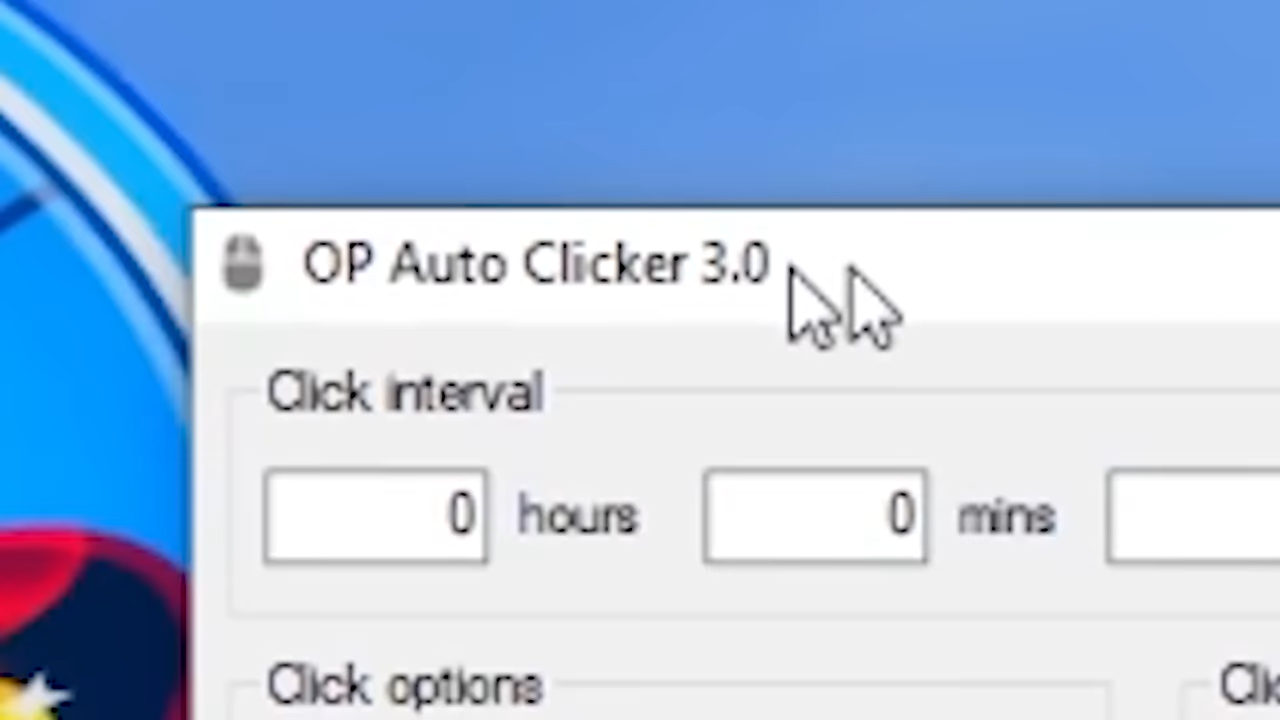 OP Auto Clicker 3.0
Click interval
0 hours 0 mins
Click options